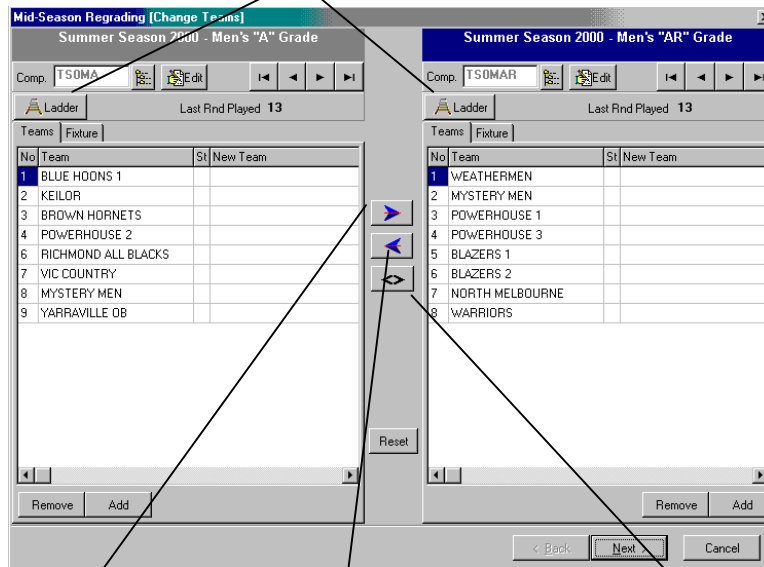 Mid-Season Regrading [Change Teams]
Summer Season 2000 - Men's "A" Grade
Comp. TSOMA Edit
Ladder Last Rnd Played 13
Teams Fixture
No Team St New Team
1 BLUE HOONS 1
2 KEILOR
3 BROWN HORNETS
4 POWERHOUSE 2
6 RICHMOND ALL BLACKS
7 VIC COUNTRY
8 MYSTERY MEN
9 YARRAVILLE OB
Remove Add
<>
Reset
Summer Season 2000 - Men's "AR" Grade
Comp. TSOMAR Edit
Ladder Last Rnd Played 13
Teams Fixture
No Team St New Team
1 WEATHERMEN
2 MYSTERY MEN
3 POWERHOUSE 1
4 POWERHOUSE 3
5 BLAZERS 1
6 BLAZERS 2
7 NORTH MELBOURNE
8 WARRIORS
Remove Add
< Back Next > Cancel